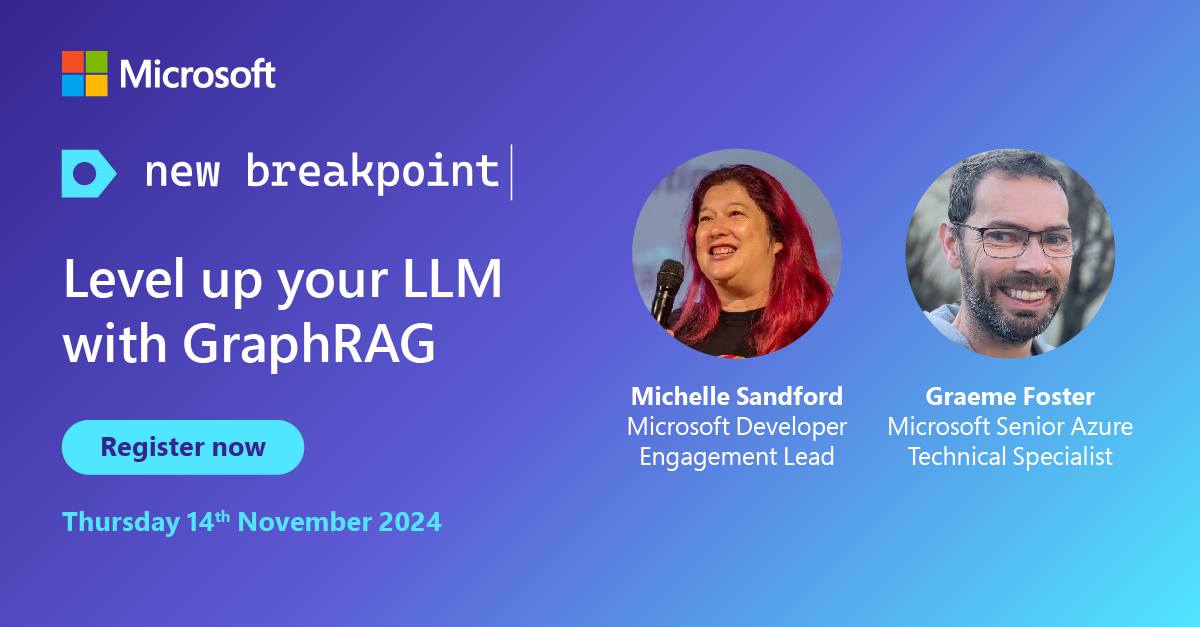 Microsoft
new breakpoint
Level up your LLM
with GraphRAG
Register now
Thursday 14th November 2024
Michelle Sandford
Microsoft Developer
Engagement Lead
Graeme Foster
Microsoft Senior Azure
Technical Specialist